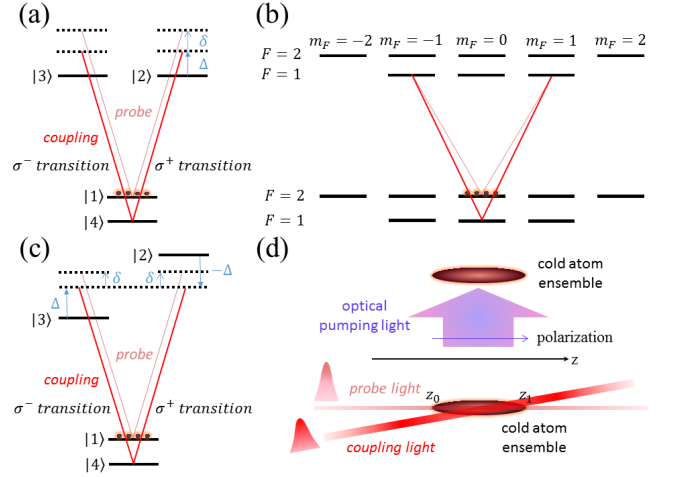 (a)
δ
Δ
|3⟩
|2⟩
probe
coupling
σ⁻ transition
σ⁺ transition
|1⟩
|4⟩
(b)
m_F = −2
m_F = −1
m_F = 0
m_F = 1
m_F = 2
F = 2
F = 1
F = 2
F = 1
(c)
|2⟩
δ
δ
−Δ
Δ
|3⟩
probe
coupling
σ⁻ transition
σ⁺ transition
|1⟩
|4⟩
(d)
cold atom
ensemble
optical
pumping light
polarization
z
probe light
z₀
z₁
cold atom
ensemble
coupling light